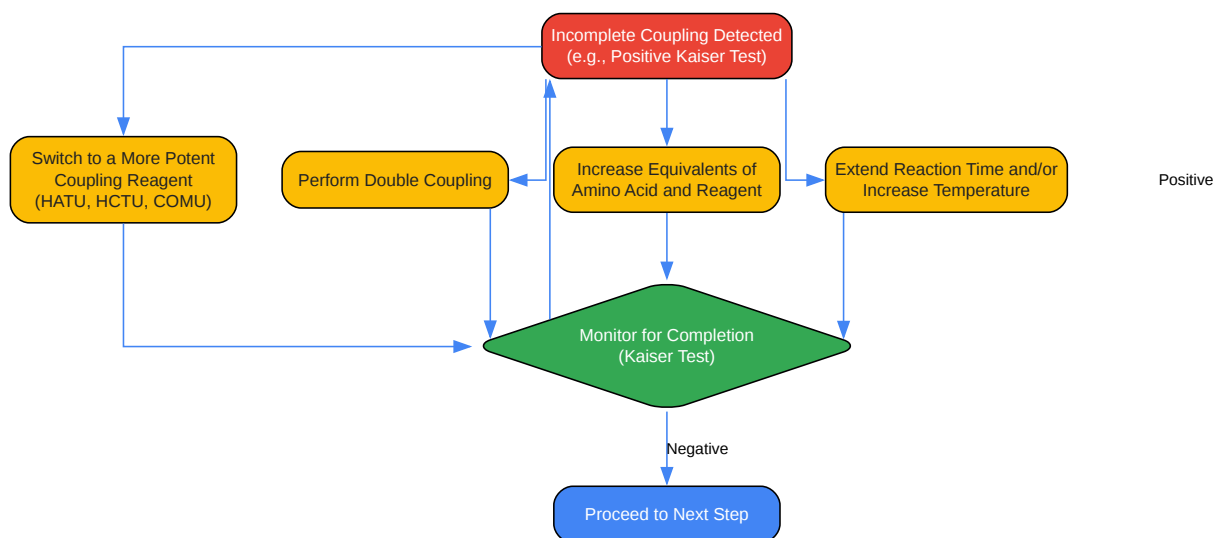 Incomplete Coupling Detected
(e.g., Positive Kaiser Test)
Switch to a More Potent
Coupling Reagent
(HATU, HCTU, COMU)
Perform Double Coupling
Increase Equivalents of
Amino Acid and Reagent
Extend Reaction Time and/or
Increase Temperature
Positive
Monitor for Completion
(Kaiser Test)
Negative
Proceed to Next Step